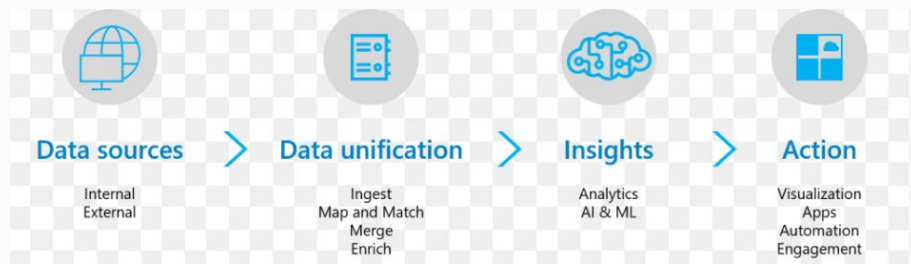 Data sources
Data unification
Insights
Action
Internal
External
Ingest
Map and Match
Merge
Enrich
Analytics
AI & ML
Visualization
Apps
Automation
Engagement